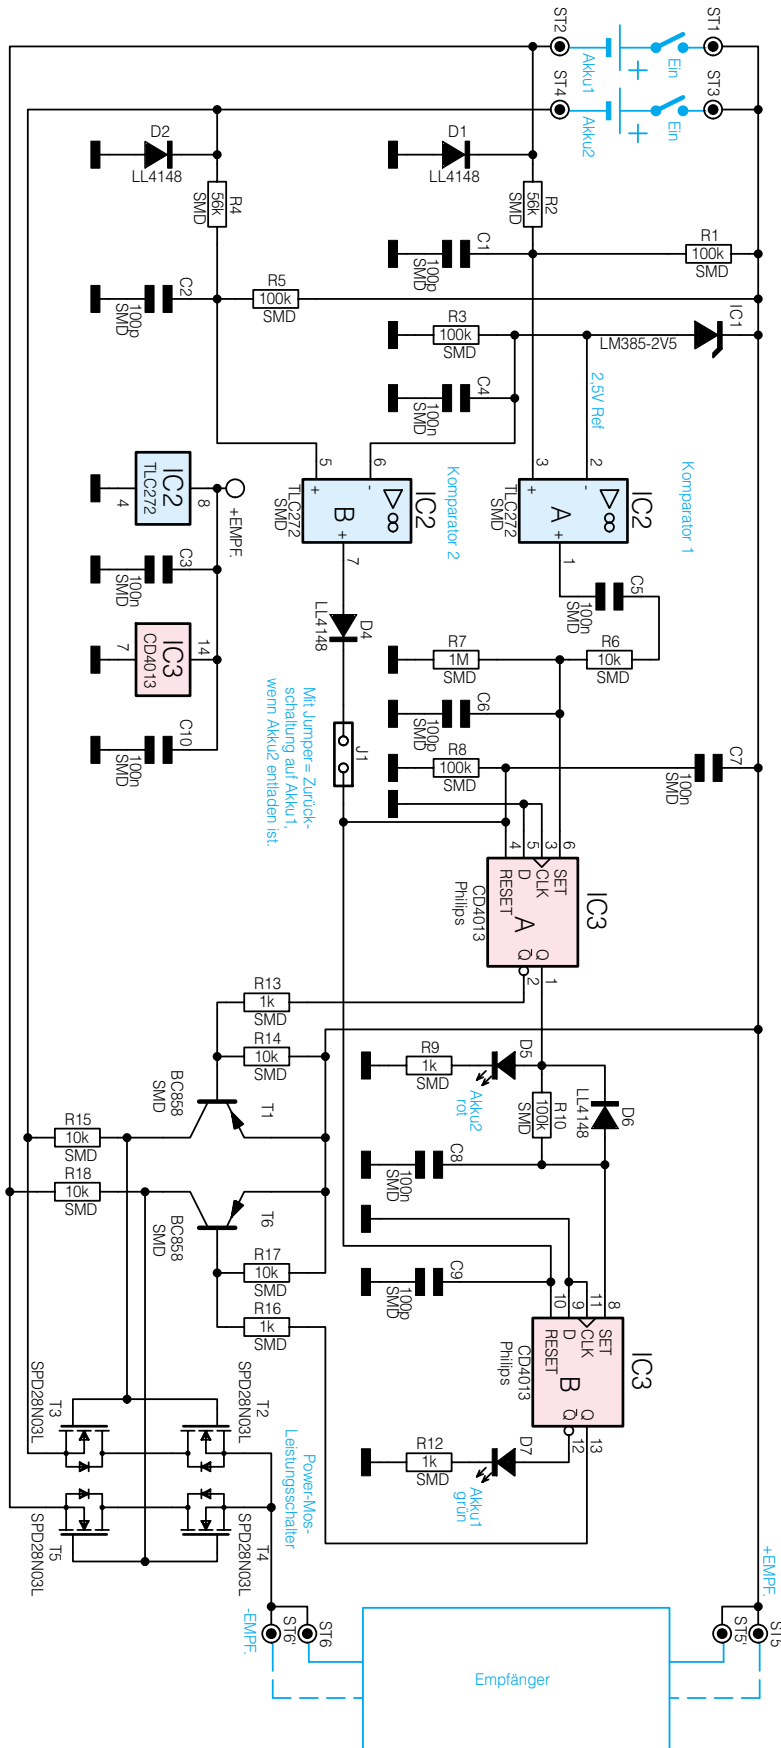 ST2
ST1
Akku1
+
Ein
ST4
ST3
Akku2
+
Ein
D2
LL4148
D1
LL4148
R4
56k
SMD
R2
56k
SMD
R1
100k
SMD
C1
100p
SMD
C2
100p
SMD
R5
100k
SMD
R3
100k
SMD
IC1
LM385-2V5
C4
100n
SMD
2,5V Ref
Komparator 2
Komparator 1
IC2
TLC272
8
4
+EMPF.
5
6
+
-
B
+
∞
IC2
TLC272
SMD
7
3
2
+
-
A
+
∞
IC2
TLC272
SMD
1
C3
100n
SMD
IC3
CD4013
14
7
C10
100n
SMD
D4
LL4148
C5
100n
SMD
R7
1M
SMD
R6
10k
SMD
C6
100p
SMD
R8
100k
SMD
C7
100n
SMD
J1
Mit Jumper= Zurück-
schaltung auf Akku1,
wenn Akku2 entladen ist.
4
5
3
6
RESET
D
CLK
SET
A
Q
Q
2
1
IC3
CD4013
Philips
R13
1k
SMD
R14
10k
SMD
R9
1k
SMD
D5
Akku2
rot
R10
100k
SMD
D6
LL4148
BC858
SMD
T1
R15
10k
SMD
R18
10k
SMD
BC858
SMD
T6
C8
100n
SMD
R17
10k
SMD
R16
1k
SMD
C9
100p
SMD
10
9
11
8
RESET
D
CLK
SET
B
Q
Q
12
13
IC3
CD4013
Philips
R12
1k
SMD
D7
Akku1
grün
T3
SPD28N03L
T2
SPD28N03L
T5
SPD28N03L
T4
SPD28N03L
Power-Mos-
Leistungsschalter
-EMPF.
ST6'
ST6
+EMPF.
ST5'
ST5
Empfänger